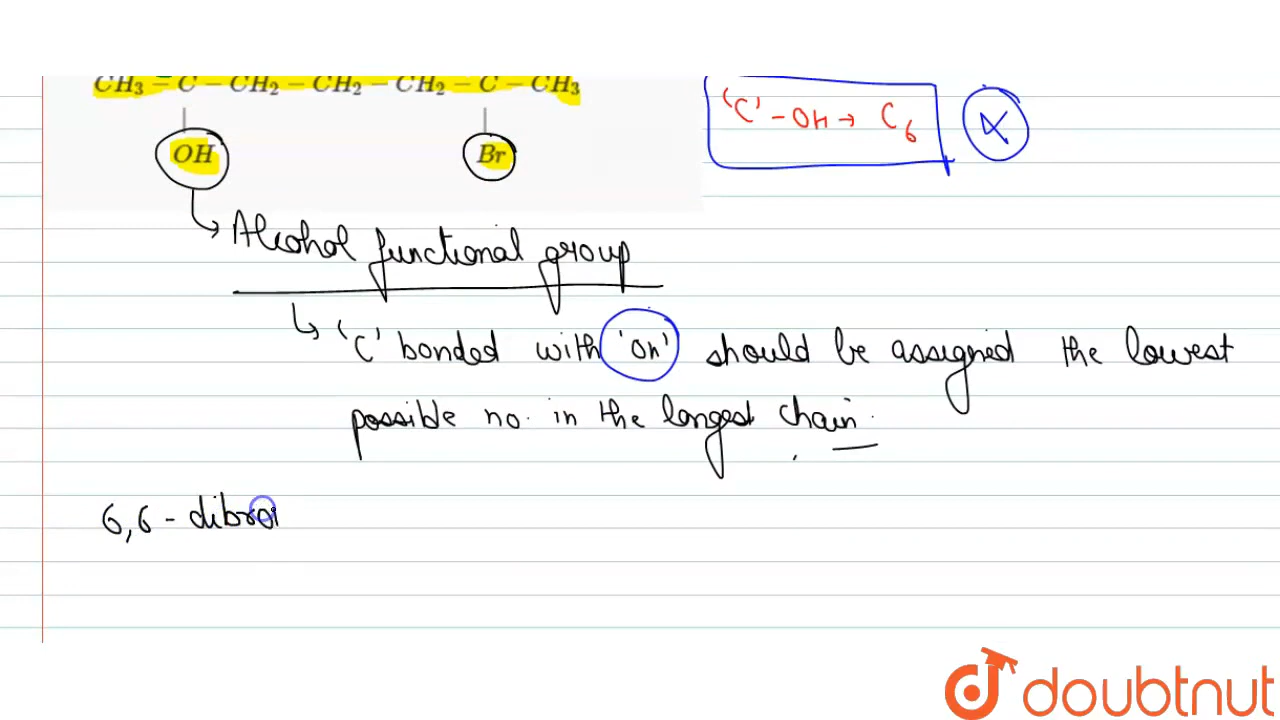 CH₃ − C − CH₂ − CH₂ − CH₂ − C − CH₃
OH
Br
'C' - OH → C₆
Alcohol functional group
'C' bonded with 'OH' should be assigned the lowest
possible no. in the longest chain.
6,6 - dibro
doubtnut